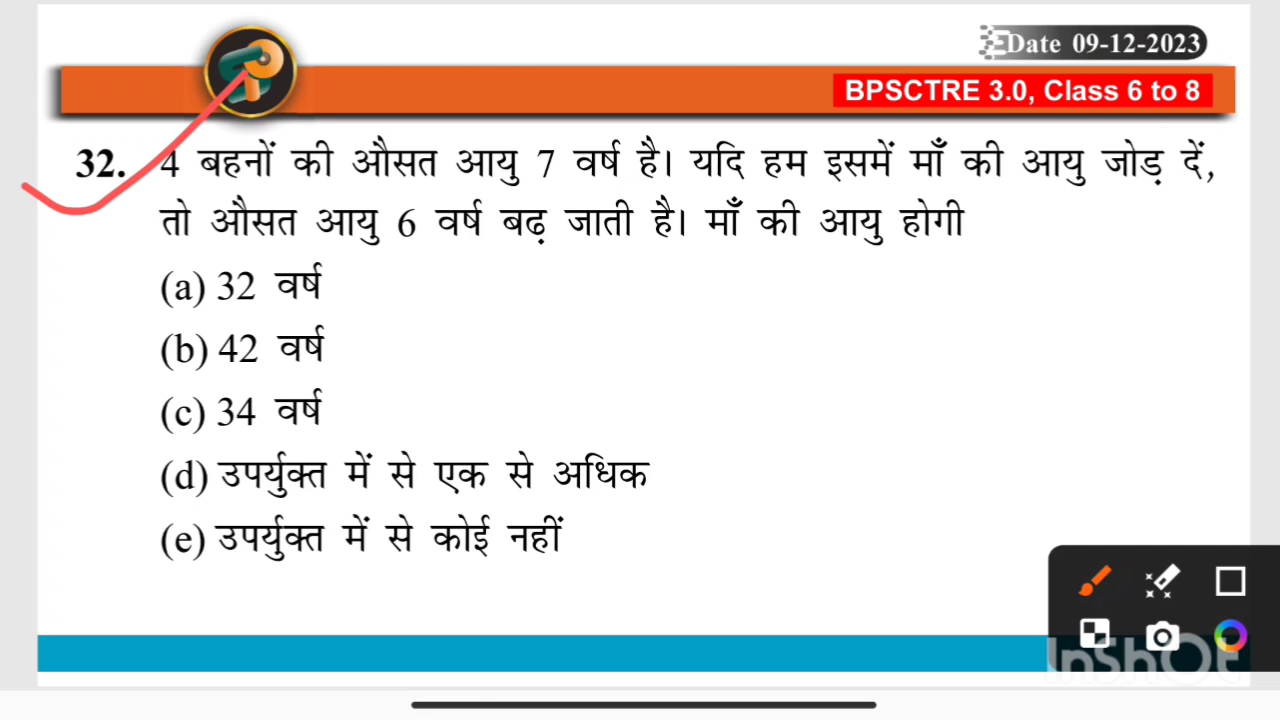 Date 09-12-2023
BPSCTRE 3.0, Class 6 to 8
32. 4 बहनों की औसत आयु 7 वर्ष है। यदि हम इसमें माँ की आयु जोड़ दें,
तो औसत आयु 6 वर्ष बढ़ जाती है। माँ की आयु होगी
(a) 32 वर्ष
(b) 42 वर्ष
(c) 34 वर्ष
(d) उपर्युक्त में से एक से अधिक
(e) उपर्युक्त में से कोई नहीं
InShOt